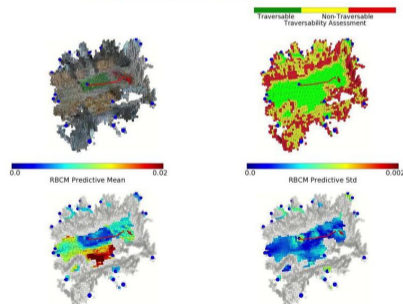 Traversable Non-Traversable
Traversability Assessment
0.0 0.02
RBCM Predictive Mean
0.0 0.002
RBCM Predictive Std